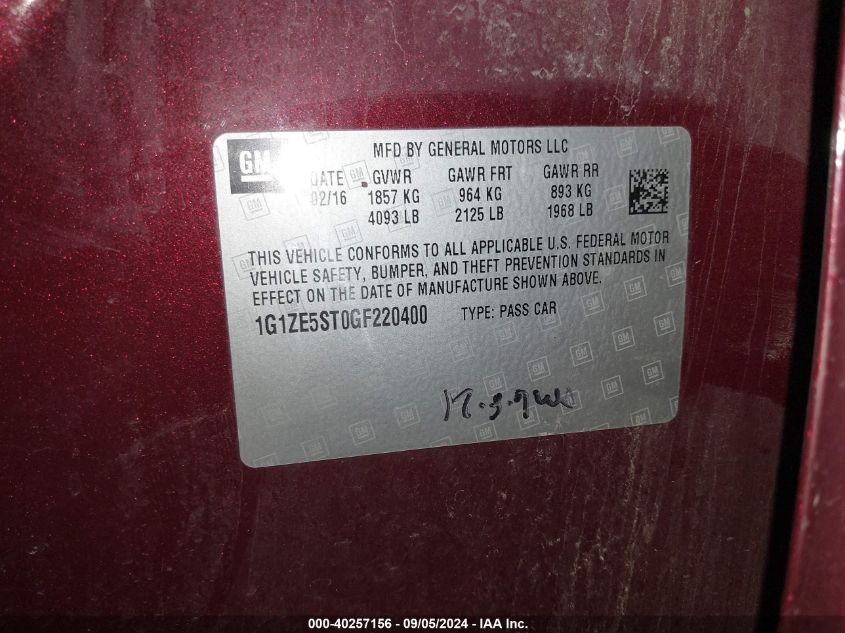 GM
MFD BY GENERAL MOTORS LLC
DATE GVWR GAWR FRT GAWR RR
02/16 1857 KG 964 KG 893 KG
4093 LB 2125 LB 1968 LB
THIS VEHICLE CONFORMS TO ALL APPLICABLE U.S. FEDERAL MOTOR
VEHICLE SAFETY, BUMPER, AND THEFT PREVENTION STANDARDS IN
EFFECT ON THE DATE OF MANUFACTURE SHOWN ABOVE.
1G1ZE5ST0GF220400 TYPE: PASS CAR
000-40257156 - 09/05/2024 - IAA Inc.